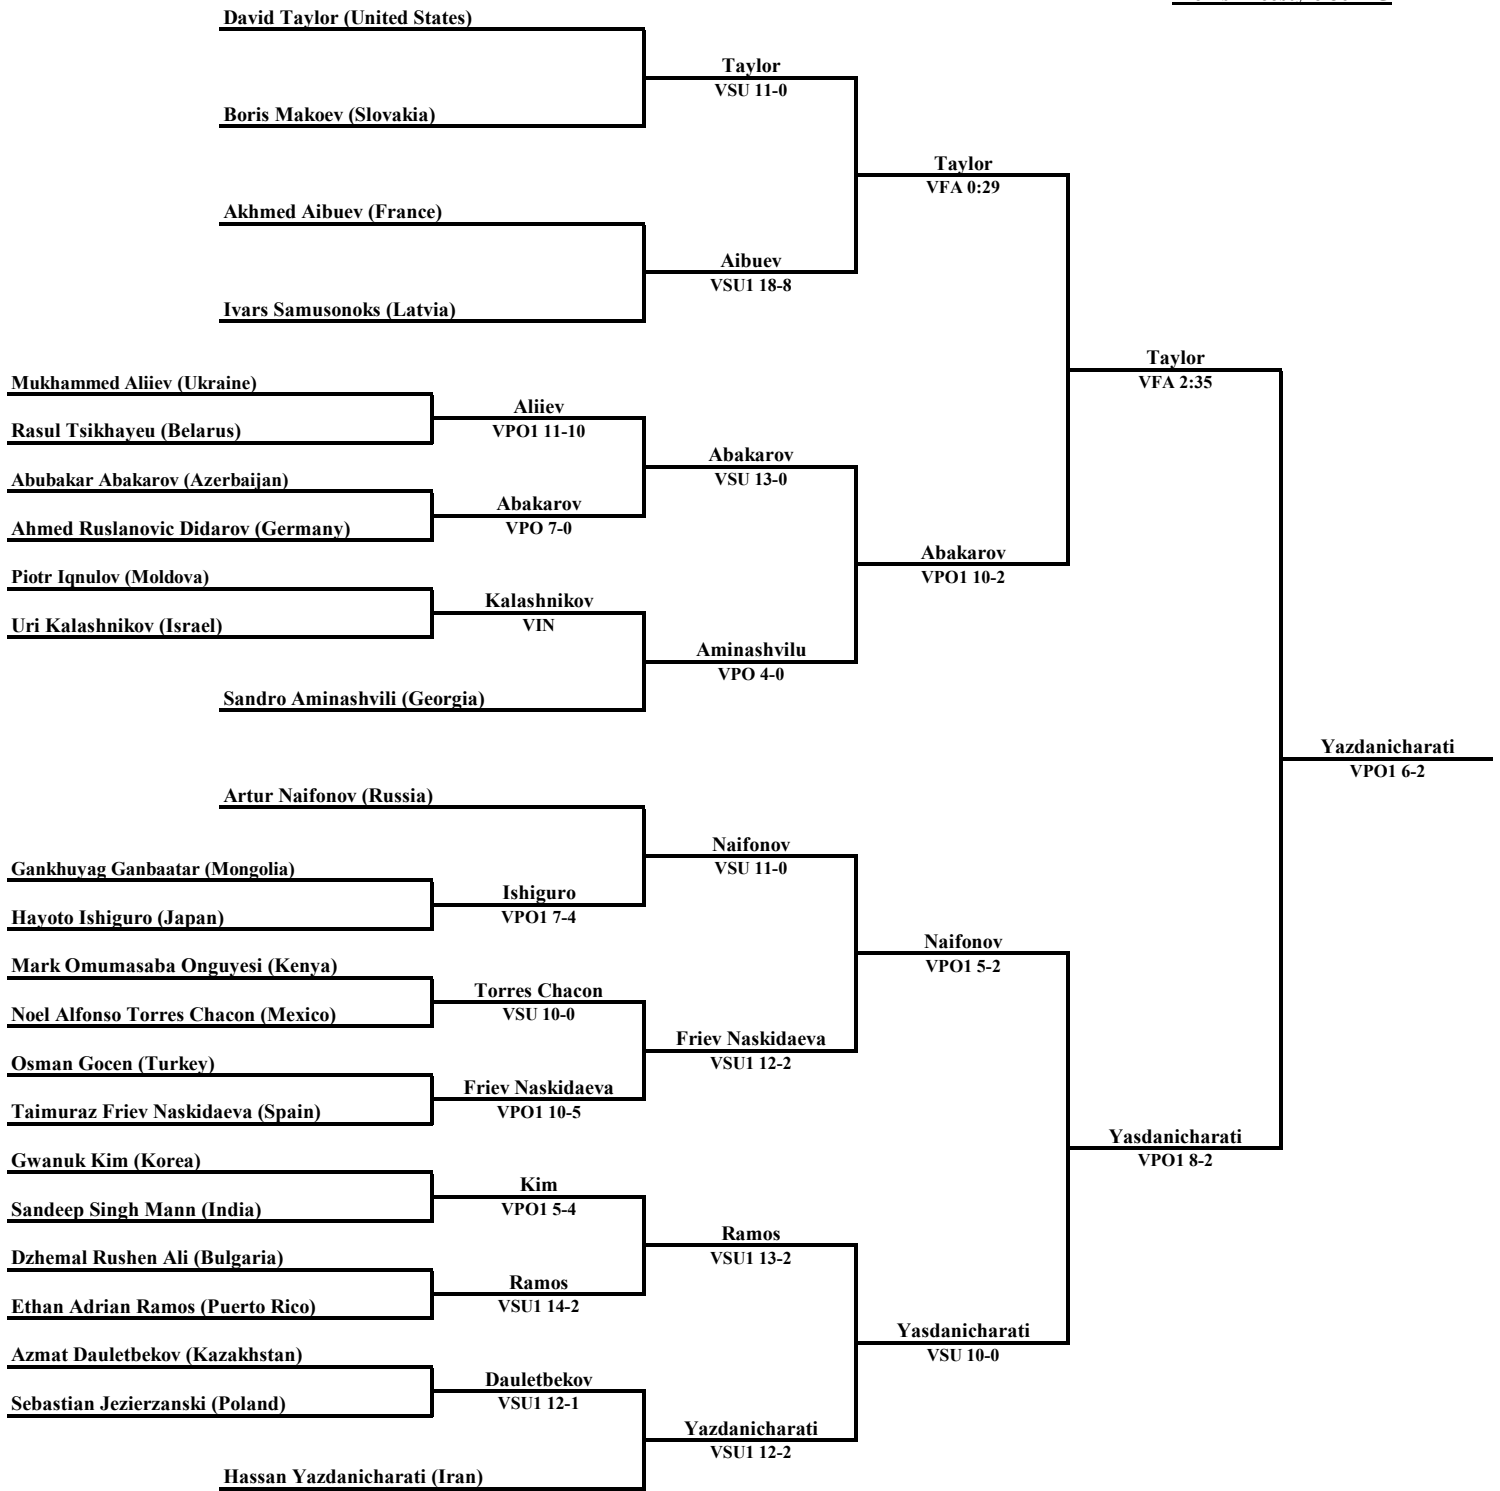 David Taylor (United States)
Taylor
VSU 11-0
Boris Makoev (Slovakia)
Taylor
VFA 0:29
Akhmed Aibuev (France)
Aibuev
VSU1 18-8
Ivars Samusonoks (Latvia)
Taylor
VFA 2:35
Mukhammed Aliiev (Ukraine)
Aliiev
VPO1 11-10
Rasul Tsikhayeu (Belarus)
Abakarov
VSU 13-0
Abubakar Abakarov (Azerbaijan)
Abakarov
VPO 7-0
Ahmed Ruslanovic Didarov (Germany)
Abakarov
VPO1 10-2
Piotr Iqnulov (Moldova)
Kalashnikov
VIN
Uri Kalashnikov (Israel)
Aminashvilu
VPO 4-0
Sandro Aminashvili (Georgia)
Yazdanicharati
VPO1 6-2
Artur Naifonov (Russia)
Naifonov
VSU 11-0
Gankhuyag Ganbaatar (Mongolia)
Ishiguro
VPO1 7-4
Hayoto Ishiguro (Japan)
Naifonov
VPO1 5-2
Mark Omumasaba Onguyesi (Kenya)
Torres Chacon
VSU 10-0
Noel Alfonso Torres Chacon (Mexico)
Friev Naskidaeva
VSU1 12-2
Osman Gocen (Turkey)
Friev Naskidaeva
VPO1 10-5
Taimuraz Friev Naskidaeva (Spain)
Yasdanicharati
VPO1 8-2
Gwanuk Kim (Korea)
Kim
VPO1 5-4
Sandeep Singh Mann (India)
Ramos
VSU1 13-2
Dzhemal Rushen Ali (Bulgaria)
Ramos
VSU1 14-2
Ethan Adrian Ramos (Puerto Rico)
Yasdanicharati
VSU 10-0
Azmat Dauletbekov (Kazakhstan)
Dauletbekov
VSU1 12-1
Sebastian Jezierzanski (Poland)
Yazdanicharati
VSU1 12-2
Hassan Yazdanicharati (Iran)